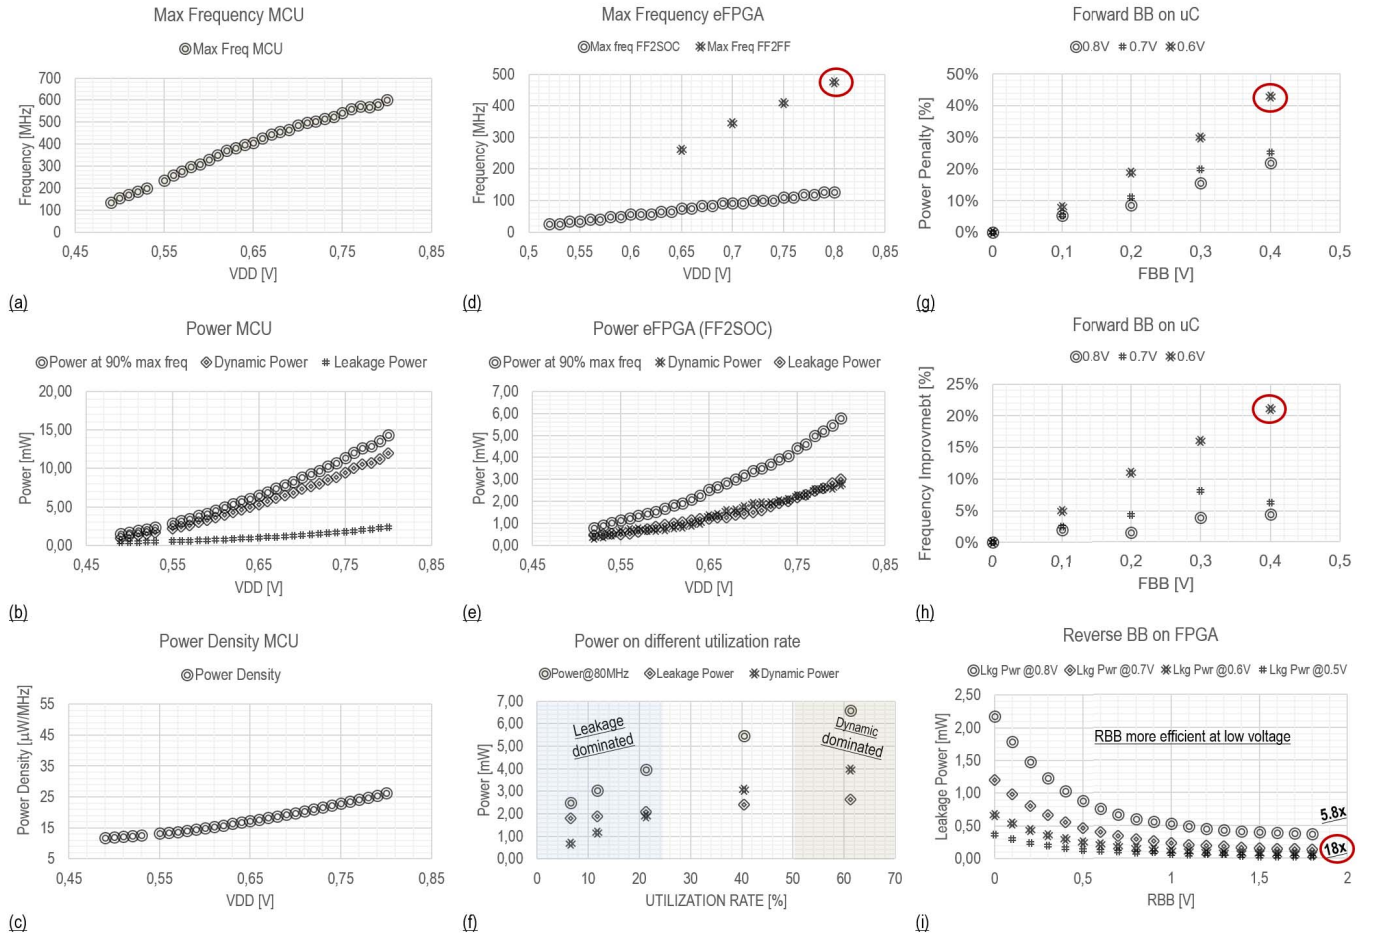 Max Frequency MCU
Max Freq MCU
Frequency [MHz]
700
600
500
400
300
200
100
0
0,45 0,55 0,65 0,75 0,85
VDD [V]
(a)
Max Frequency eFPGA
Max freq FF2SOC Max Freq FF2FF
Frequency [MHz]
500
400
300
200
100
0
0,5 0,55 0,6 0,65 0,7 0,75 0,8 0,85
VDD [V]
(d)
Forward BB on uC
0.8V 0.7V 0.6V
Power Penalty [%]
50%
40%
30%
20%
10%
0%
0 0,1 0,2 0,3 0,4 0,5
FBB [V]
(g)
Power MCU
Power at 90% max freq Dynamic Power Leakage Power
Power [mW]
20,00
15,00
10,00
5,00
0,00
0,45 0,55 0,65 0,75 0,85
VDD [V]
(b)
Power eFPGA (FF2SOC)
Power at 90% max freq Dynamic Power Leakage Power
Power [mW]
7,00
6,00
5,00
4,00
3,00
2,00
1,00
0,00
0,45 0,55 0,65 0,75 0,85
VDD [V]
(e)
Forward BB on uC
0.8V 0.7V 0.6V
Frequency Improvmebt [%]
25%
20%
15%
10%
5%
0%
0 0,1 0,2 0,3 0,4 0,5
FBB [V]
(h)
Power Density MCU
Power Density
Power Density [µW/MHz]
55
45
35
25
15
5
0,45 0,55 0,65 0,75 0,85
VDD [V]
(c)
Power on different utilization rate
Power@80MHz Leakage Power Dynamic Power
Power [mW]
7,00
6,00
5,00
4,00
3,00
2,00
1,00
0,00
Leakage
dominated
Dynamic
dominated
0 10 20 30 40 50 60 70
UTILIZATION RATE [%]
(f)
Reverse BB on FPGA
Lkg Pwr @0.8V Lkg Pwr @0.7V Lkg Pwr @0.6V Lkg Pwr @0.5V
Leakage Power [mW]
2,50
2,00
1,50
1,00
0,50
0,00
RBB more efficient at low voltage
5.8x
18x
0 0,5 1 1,5 2
RBB [V]
(i)